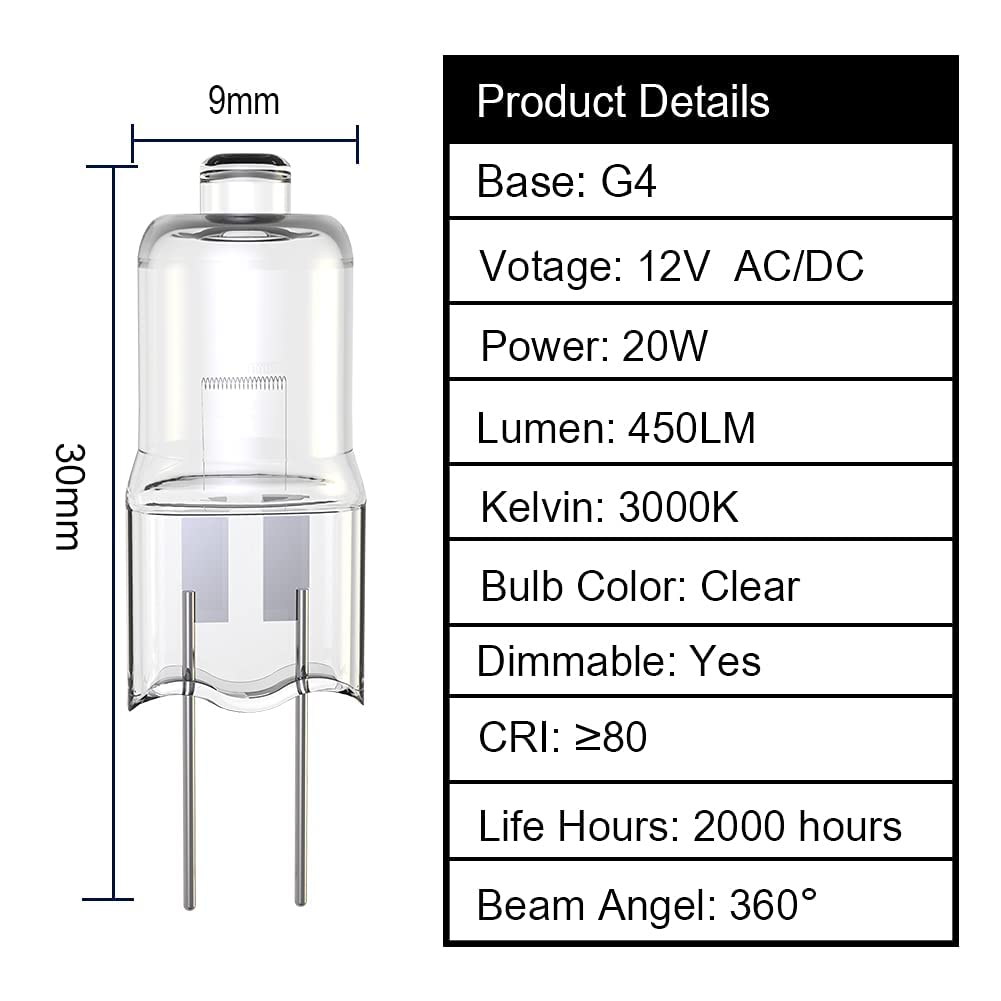 9mm
30mm
Product Details
Base: G4
Votage: 12V AC/DC
Power: 20W
Lumen: 450LM
Kelvin: 3000K
Bulb Color: Clear
Dimmable: Yes
CRI: ≥80
Life Hours: 2000 hours
Beam Angel: 360°